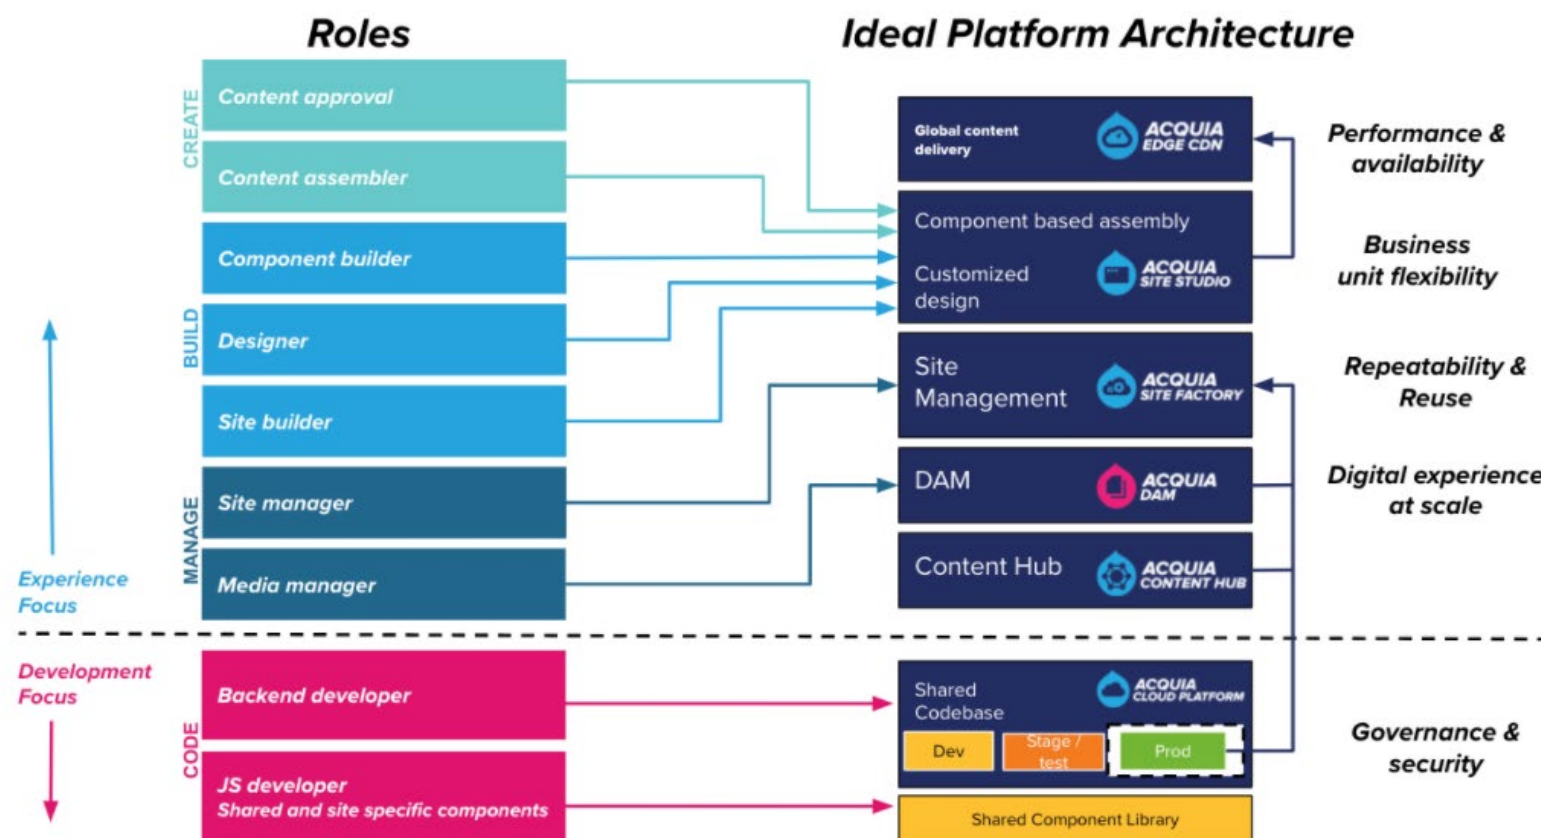 Roles
Ideal Platform Architecture
CREATE
Content approval
Content assembler
BUILD
Component builder
Designer
Site builder
MANAGE
Site manager
Media manager
Experience
Focus
Development
Focus
CODE
Backend developer
JS developer
Shared and site specific components
Global content
delivery
ACQUIA
EDGE CDN
Component based assembly
Customized
design
ACQUIA
SITE STUDIO
Site
Management
ACQUIA
SITE FACTORY
DAM
ACQUIA
DAM
Content Hub
ACQUIA
CONTENT HUB
Shared
Codebase
ACQUIA
CLOUD PLATFORM
Dev
Stage /
test
Prod
Shared Component Library
Performance &
availability
Business
unit flexibility
Repeatability &
Reuse
Digital experience
at scale
Governance &
security